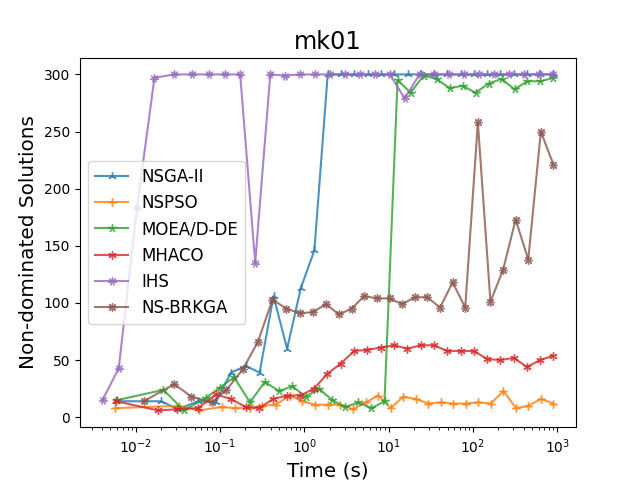 mk01
Non-dominated Solutions
300
250
200
150
100
50
0
NSGA-II
NSPSO
MOEA/D-DE
MHACO
IHS
NS-BRKGA
10⁻² 10⁻¹ 10⁰ 10¹ 10² 10³
Time (s)